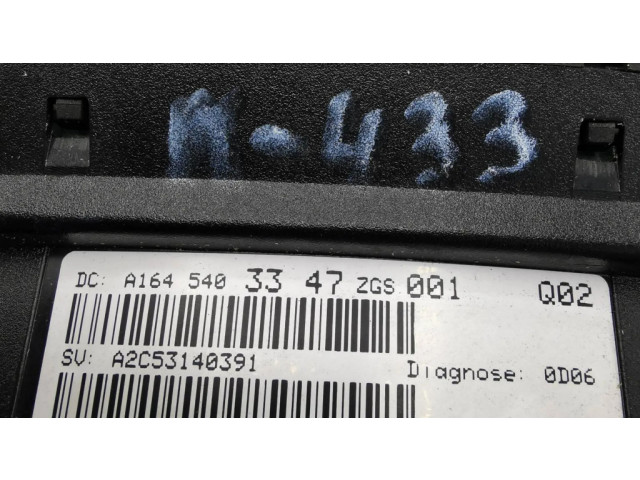 M-433
DC: A164 540 33 47 ZGS 001 Q02
SV: A2C53140391
Diagnose: 0D06